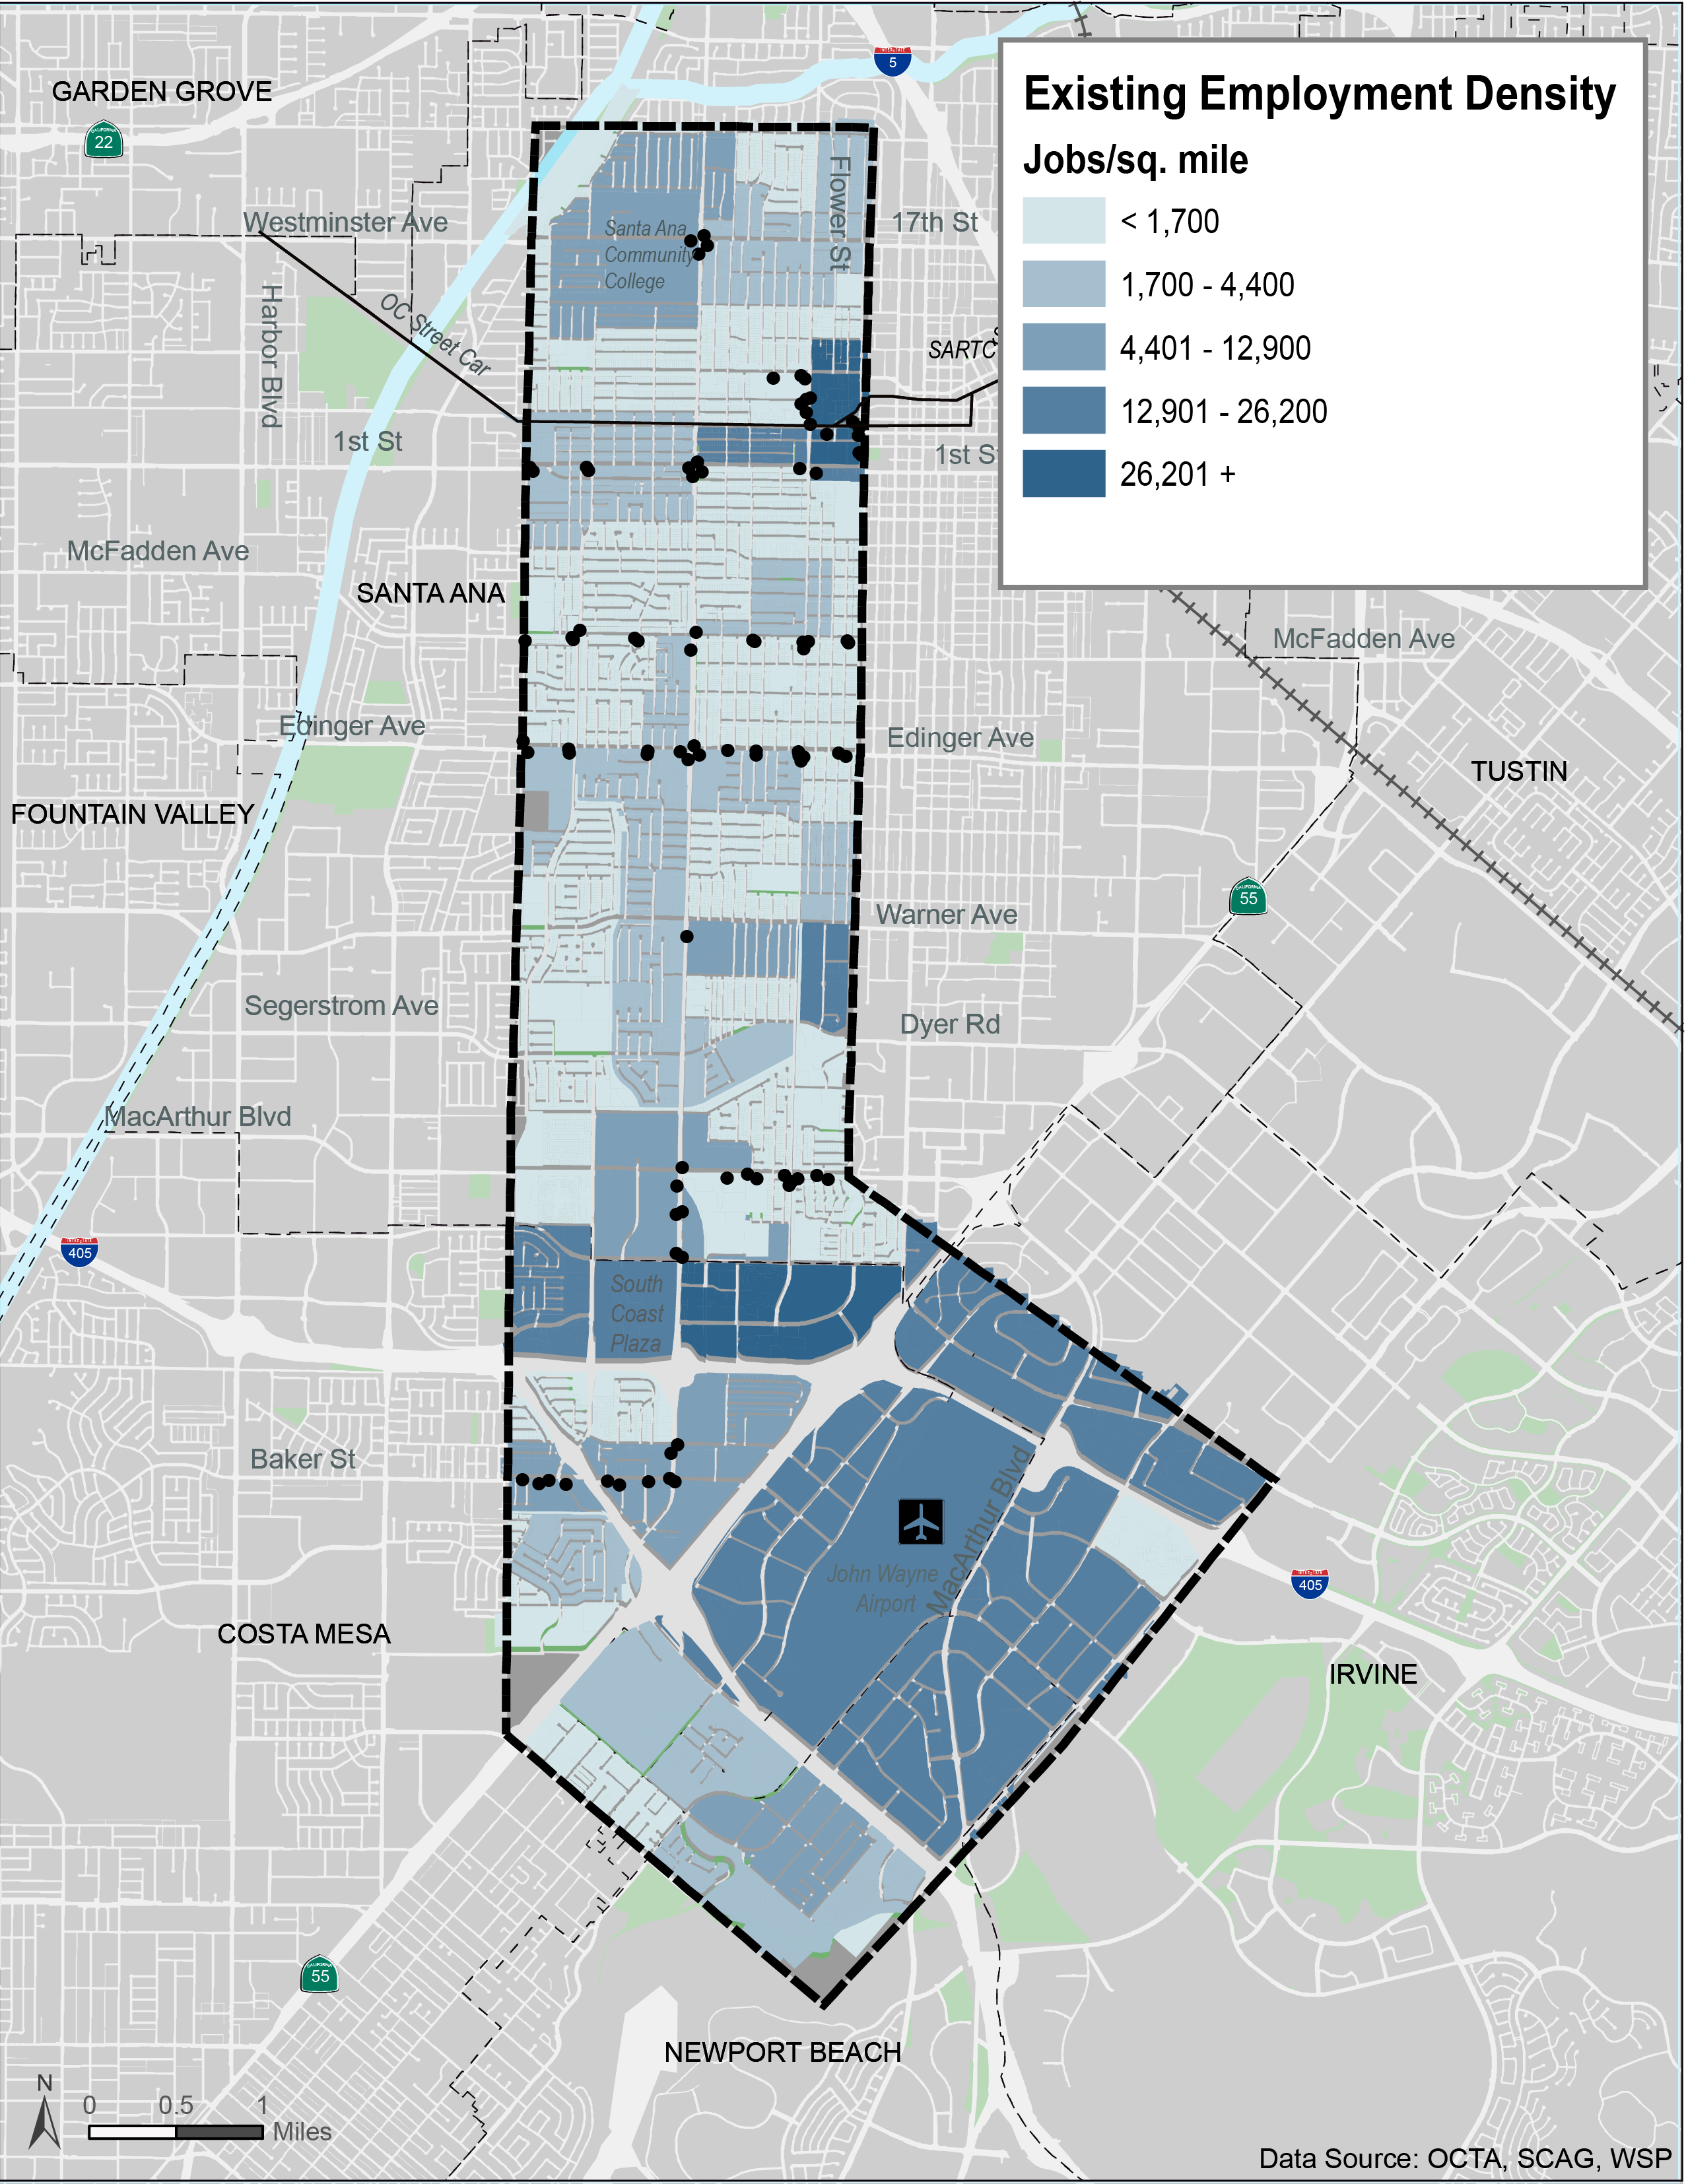 Existing Employment Density
Jobs/sq. mile
< 1,700
1,700 - 4,400
4,401 - 12,900
12,901 - 26,200
26,201 +
GARDEN GROVE
CALIFORNIA
22
INTERSTATE
5
Westminster Ave
Santa Ana
Community
College
Flower St
17th St
Harbor Blvd
OC Street Car
SARTC
1st St
1st St
McFadden Ave
SANTA ANA
McFadden Ave
Edinger Ave
Edinger Ave
TUSTIN
FOUNTAIN VALLEY
CALIFORNIA
55
Warner Ave
Segerstrom Ave
Dyer Rd
MacArthur Blvd
405
South
Coast
Plaza
Baker St
MacArthur Blvd
John Wayne
Airport
405
COSTA MESA
IRVINE
CALIFORNIA
55
NEWPORT BEACH
N
0 0.5 1
Miles
Data Source: OCTA, SCAG, WSP